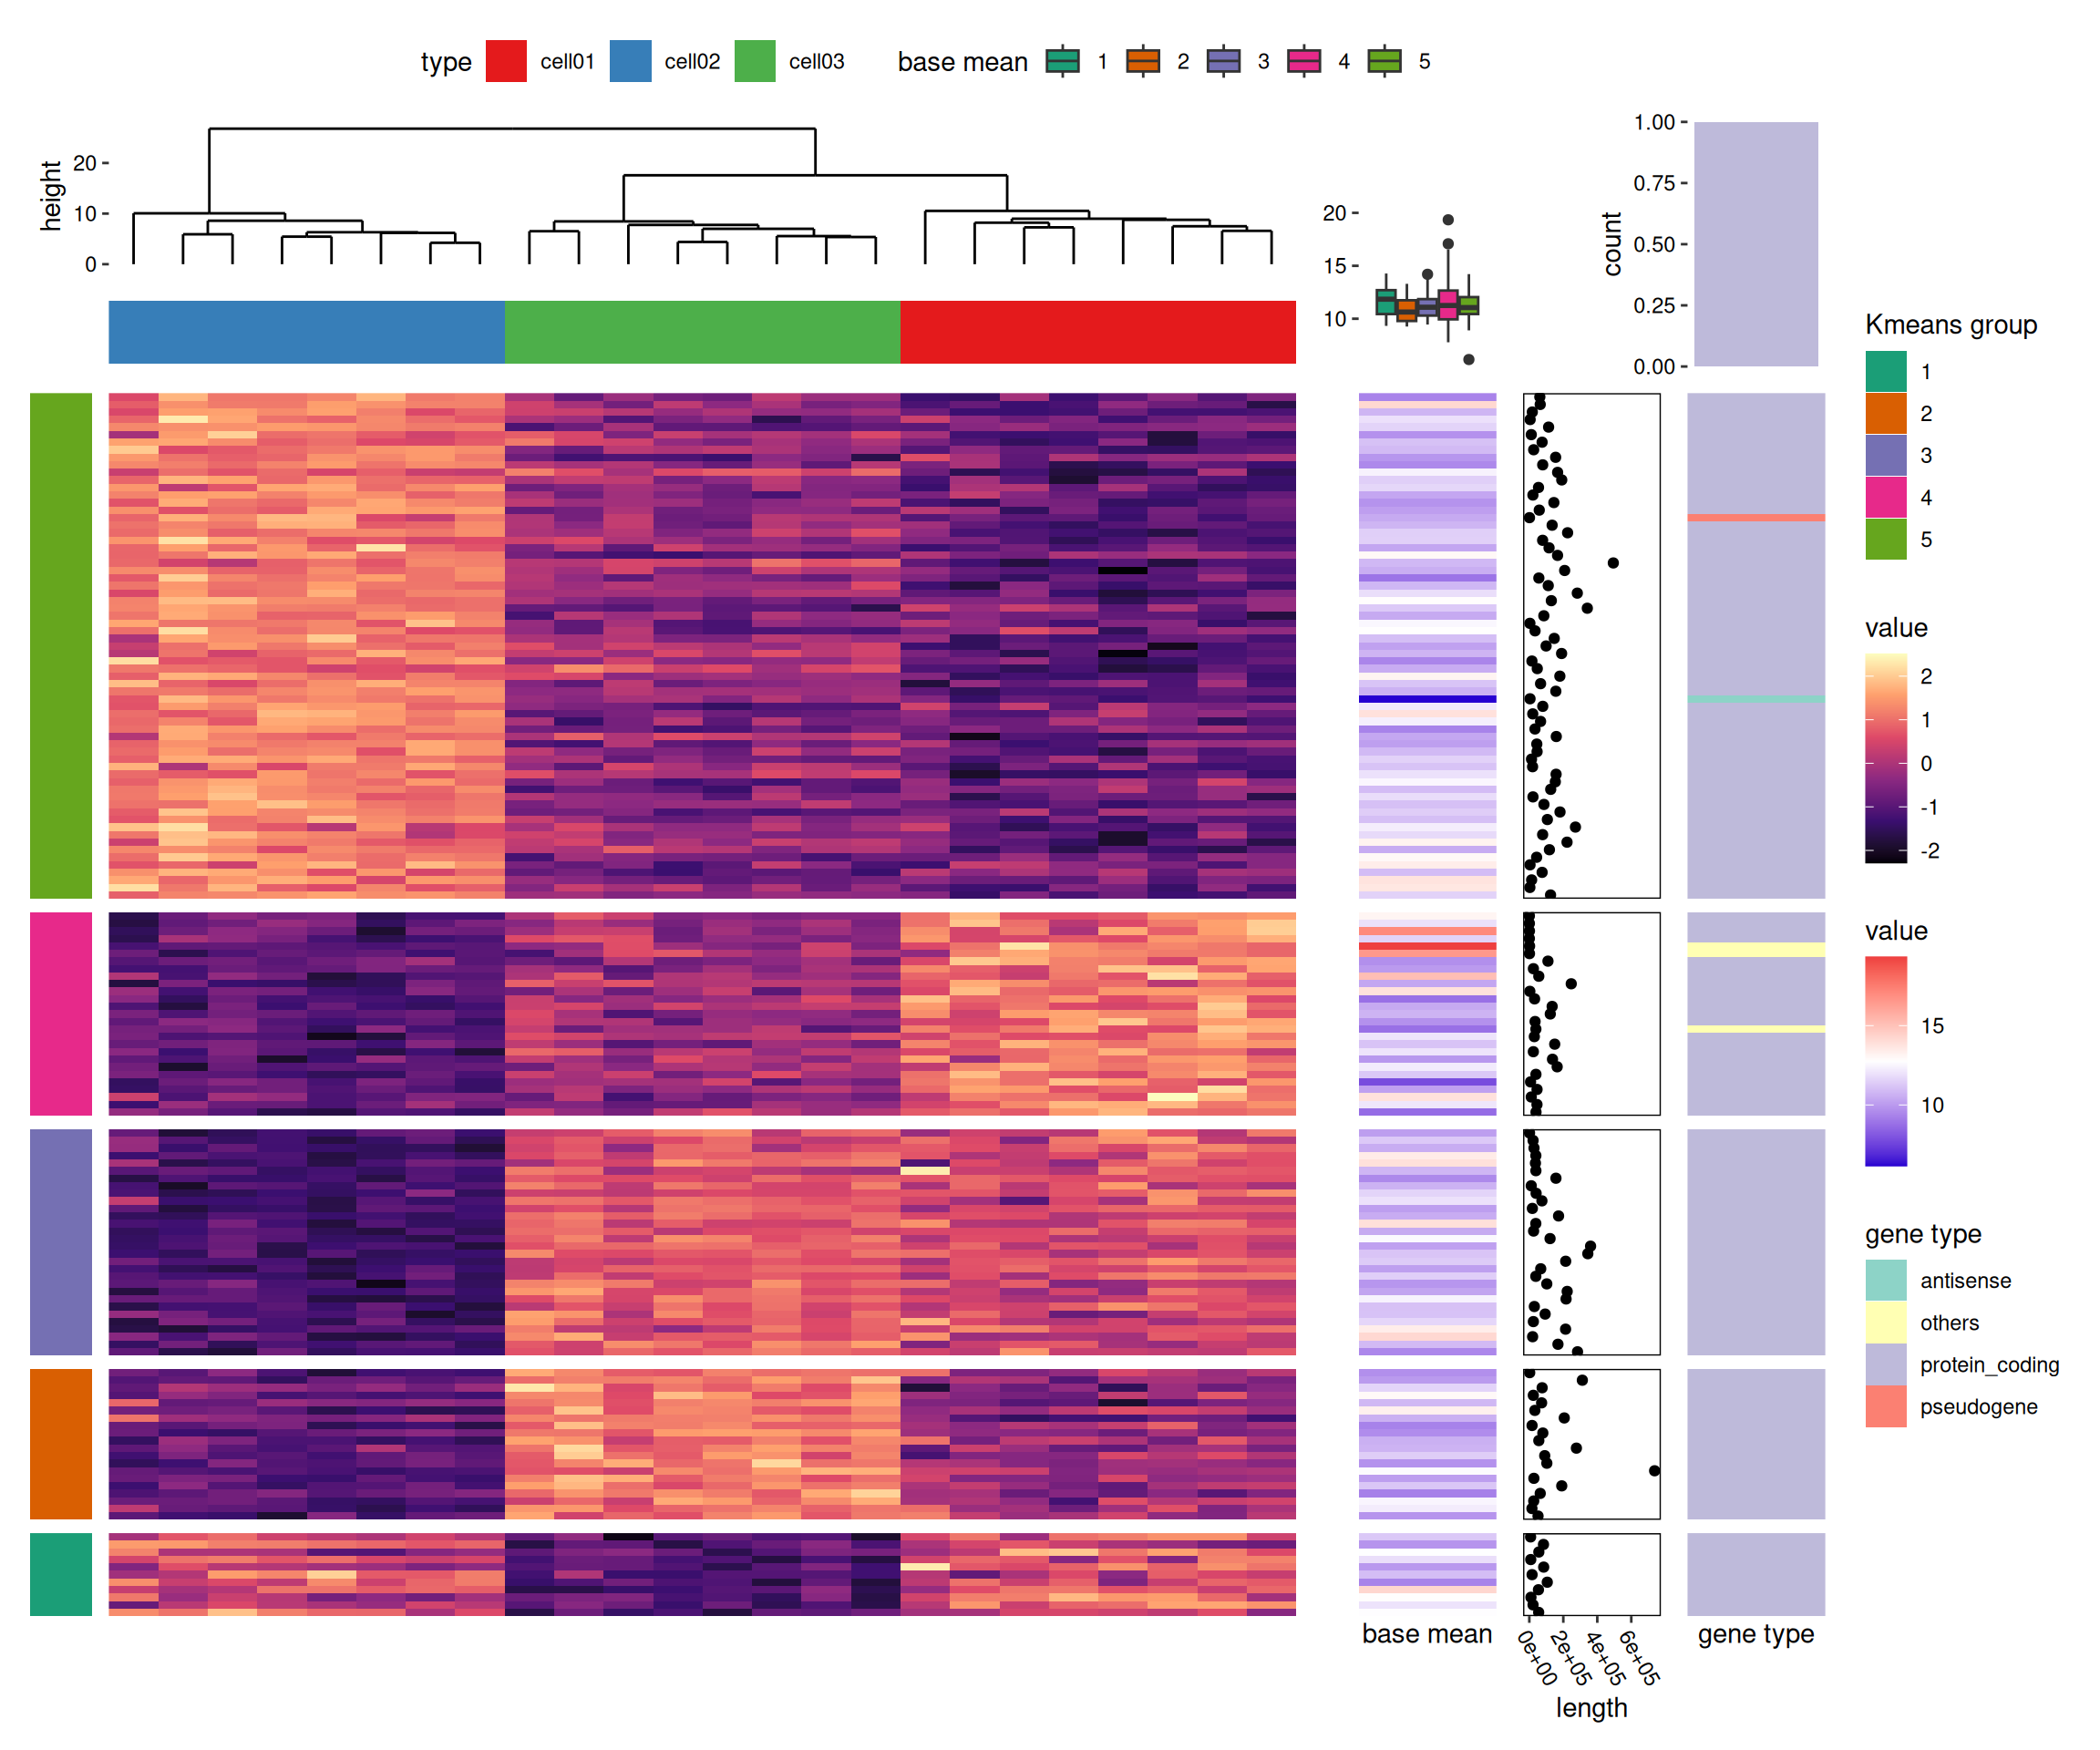 type cell01 cell02 cell03 base mean 1 2 3 4 5
height
20
10
0
20
15
10
count
1.00
0.75
0.50
0.25
0.00
Kmeans group
1
2
3
4
5
value
2
1
0
-1
-2
value
15
10
gene type
antisense
others
protein_coding
pseudogene
base mean
0e+00
2e+05
4e+05
6e+05
length
gene type